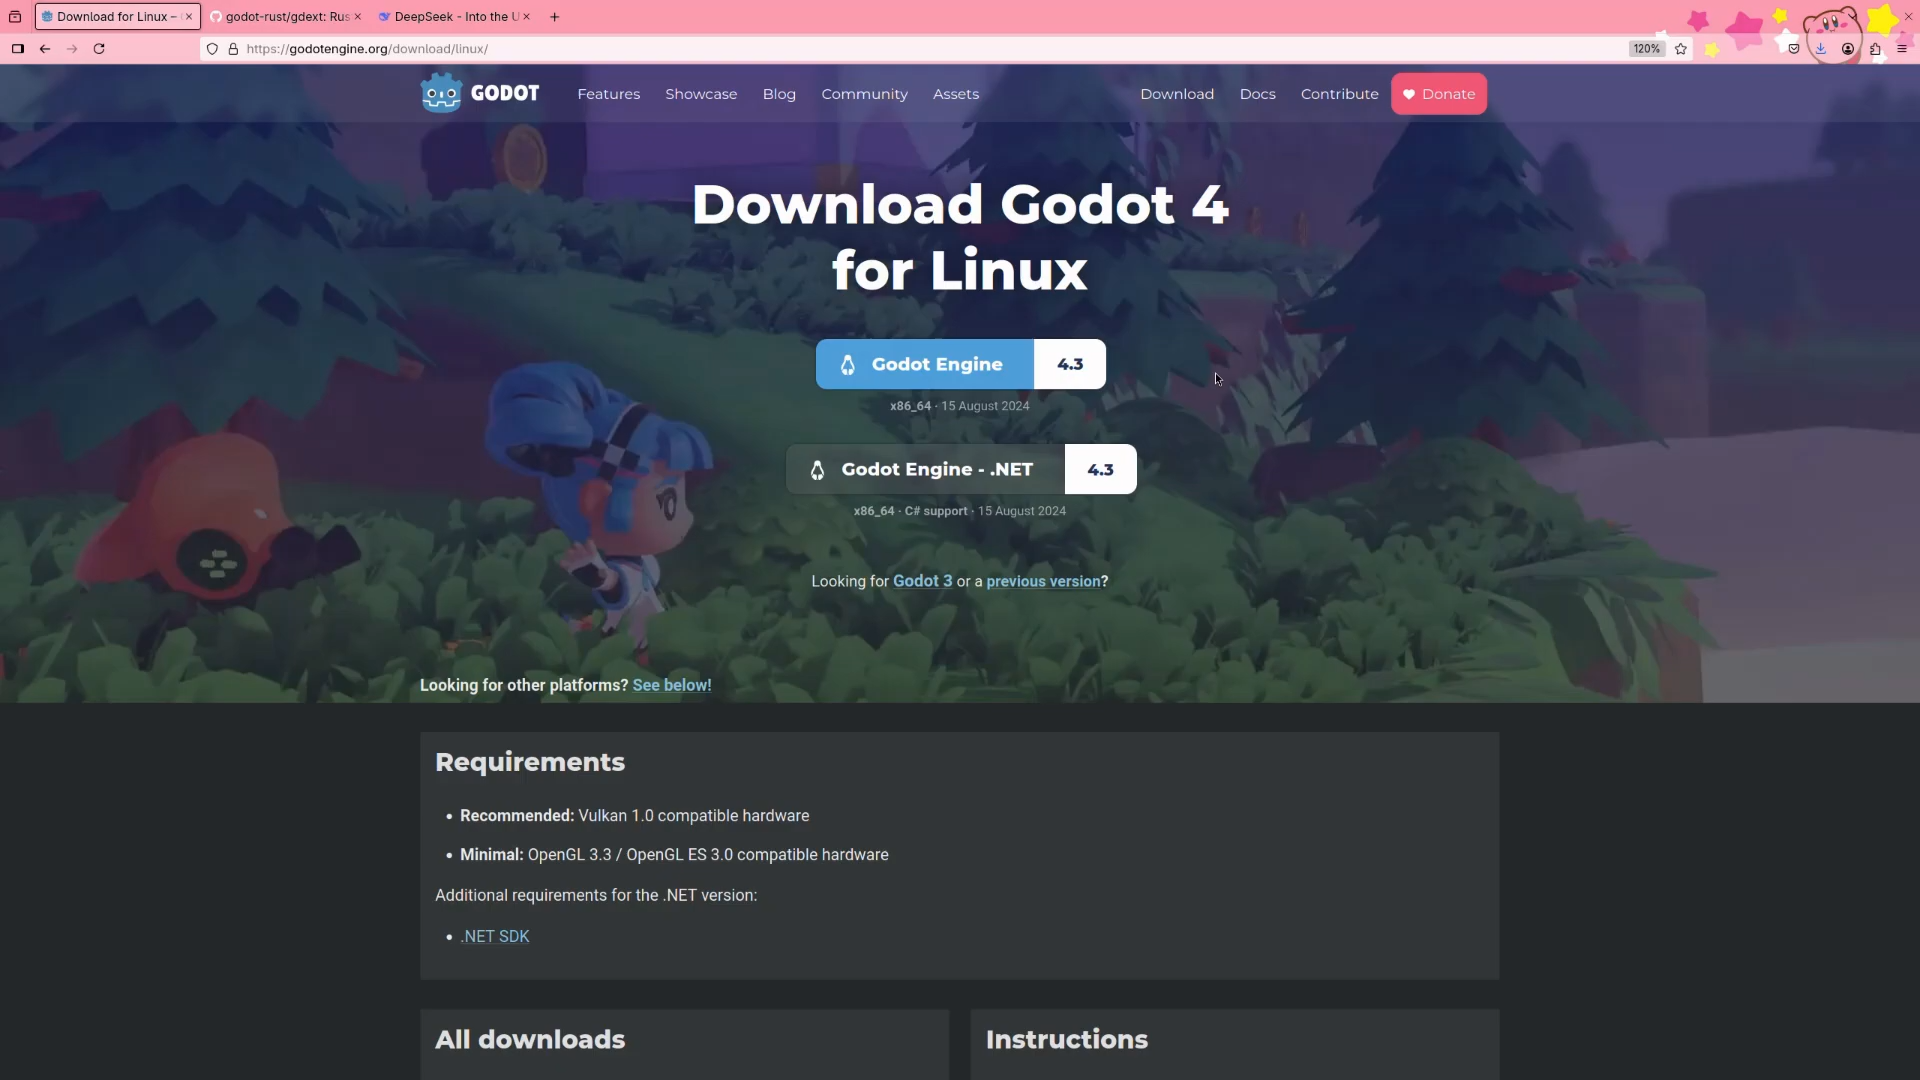 Download for Linux –
godot-rust/gdext: Rus
DeepSeek - Into the U
https://godotengine.org/download/linux/
120%
GODOT
Features
Showcase
Blog
Community
Assets
Download
Docs
Contribute
Donate
Download Godot 4
for Linux
Godot Engine 4.3
x86_64 · 15 August 2024
Godot Engine - .NET 4.3
x86_64 · C# support · 15 August 2024
Looking for Godot 3 or a previous version?
Looking for other platforms? See below!
Requirements
• Recommended: Vulkan 1.0 compatible hardware
• Minimal: OpenGL 3.3 / OpenGL ES 3.0 compatible hardware
Additional requirements for the .NET version:
• .NET SDK
All downloads
Instructions